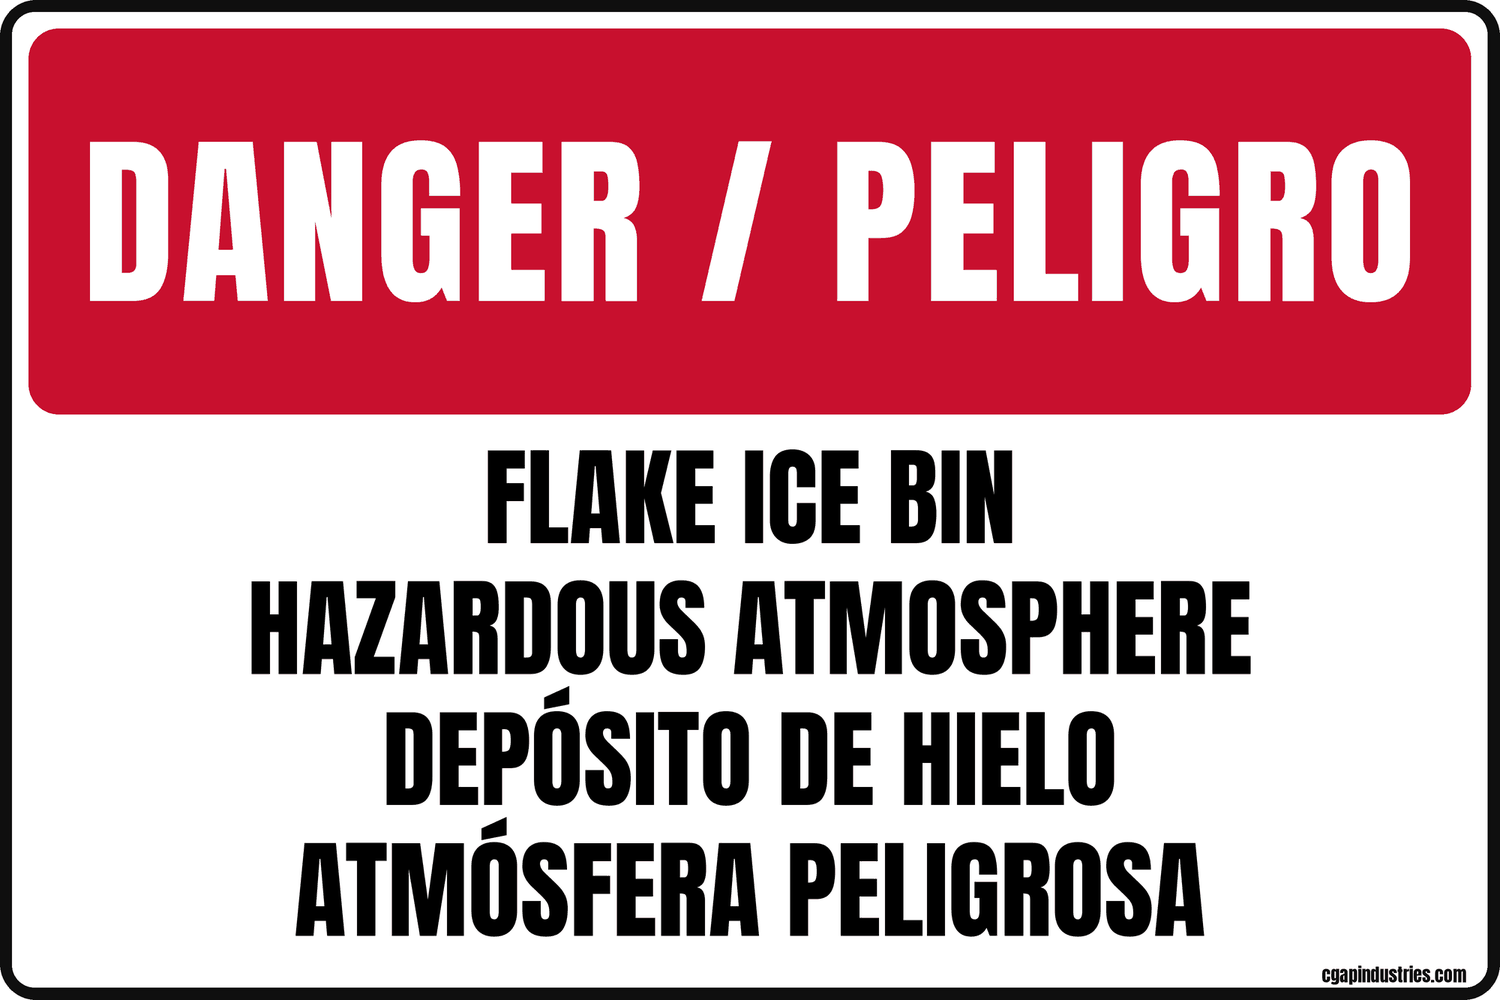 DANGER / PELIGRO
FLAKE ICE BIN
HAZARDOUS ATMOSPHERE
DEPÓSITO DE HIELO
ATMÓSFERA PELIGROSA
cgapindustries.com